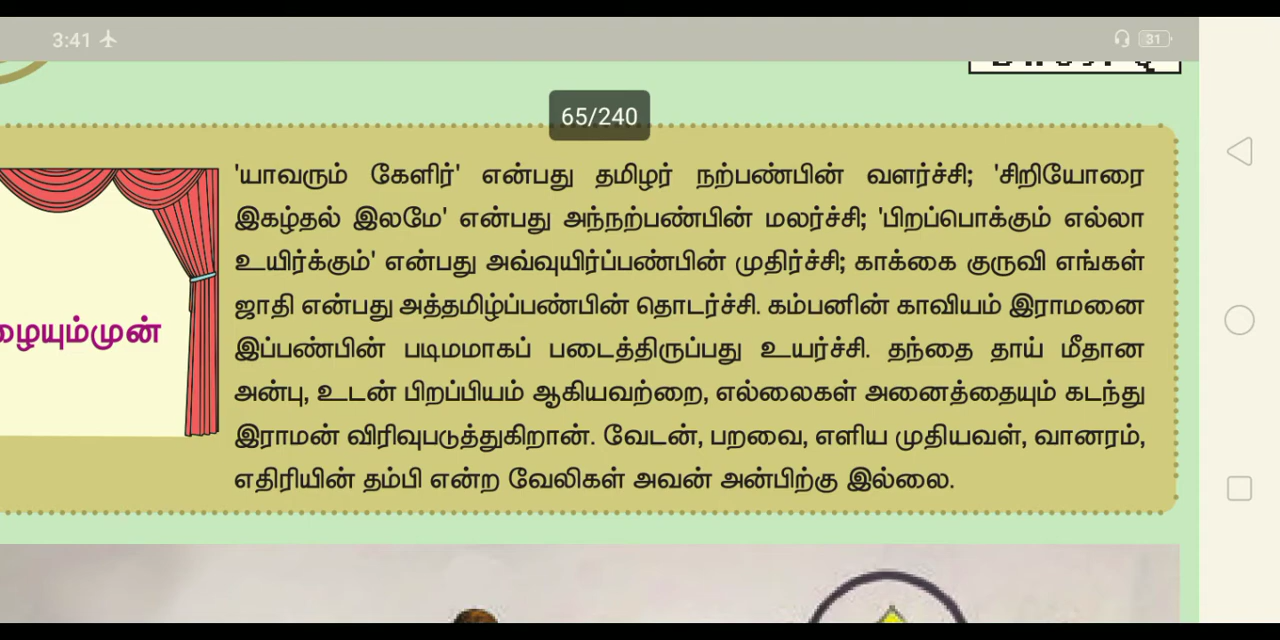 3:41
31
65/240
'யாவரும் கேளிர்' என்பது தமிழர் நற்பண்பின் வளர்ச்சி; 'சிறியோரை
இகழ்தல் இலமே' என்பது அந்நற்பண்பின் மலர்ச்சி; 'பிறப்பொக்கும் எல்லா
உயிர்க்கும்' என்பது அவ்வுயிர்ப்பண்பின் முதிர்ச்சி; காக்கை குருவி எங்கள்
ஜாதி என்பது அத்தமிழ்ப்பண்பின் தொடர்ச்சி. கம்பனின் காவியம் இராமனை
இப்பண்பின் படிமமாகப் படைத்திருப்பது உயர்ச்சி. தந்தை தாய் மீதான
அன்பு, உடன் பிறப்பியம் ஆகியவற்றை, எல்லைகள் அனைத்தையும் கடந்து
இராமன் விரிவுபடுத்துகிறான். வேடன், பறவை, எளிய முதியவள், வானரம்,
எதிரியின் தம்பி என்ற வேலிகள் அவன் அன்பிற்கு இல்லை.
ழையும்முன்